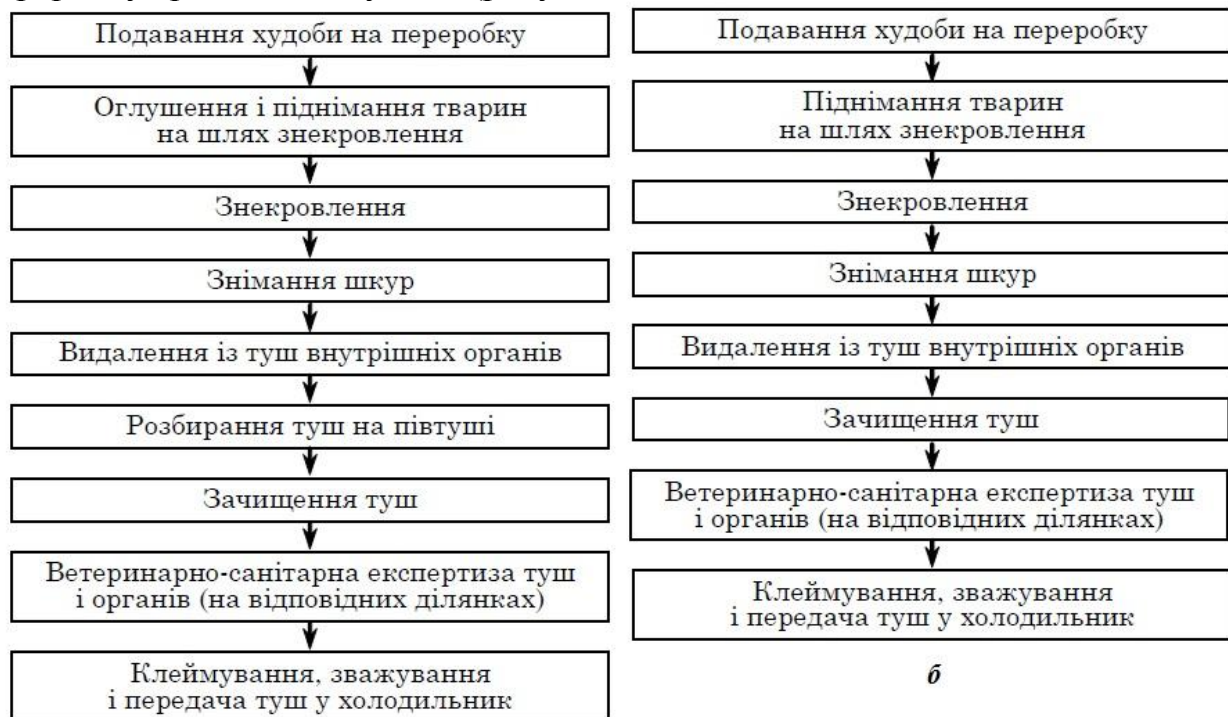 Подавання худоби на переробку
Оглушення і піднімання тварин
на шлях знекровлення
Знекровлення
Знімання шкур
Видалення із туш внутрішніх органів
Розбирання туш на півтуші
Зачищення туш
Ветеринарно-санітарна експертиза туш
і органів (на відповідних ділянках)
Клеймування, зважування
і передача туш у холодильник
Подавання худоби на переробку
Піднімання тварин
на шлях знекровлення
Знекровлення
Знімання шкур
Видалення із туш внутрішніх органів
Зачищення туш
Ветеринарно-санітарна експертиза туш
і органів (на відповідних ділянках)
Клеймування, зважування
і передача туш у холодильник
б